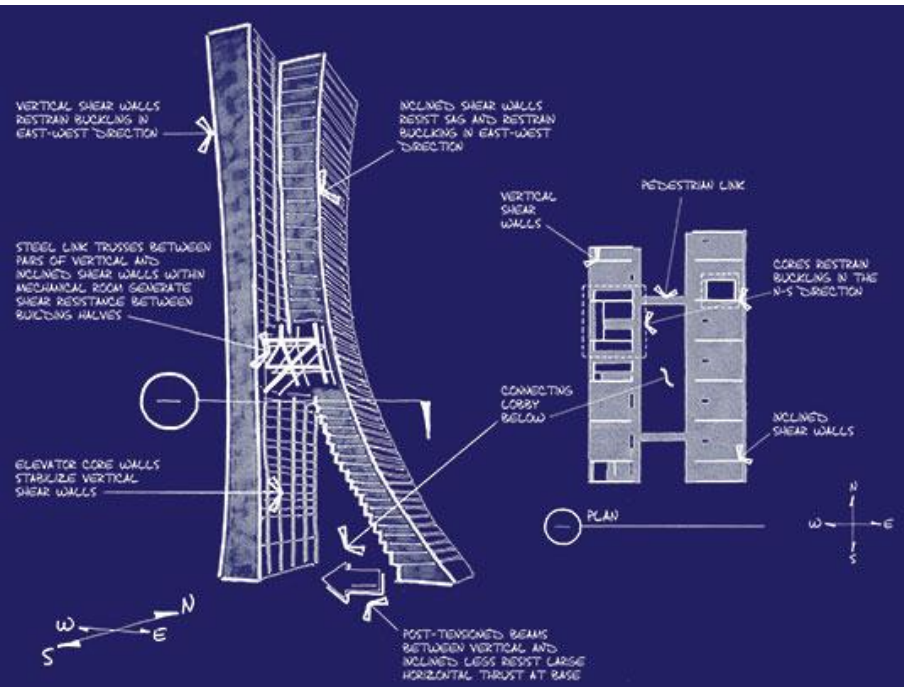 VERTICAL SHEAR WALLS
RESTRAIN BUCKLING IN
EAST-WEST DIRECTION
INCLINED SHEAR WALLS
RESIST SAG AND RESTRAIN
BUCLKING IN EAST-WEST
DIRECTION
STEEL LINK TRUSSES BETWEEN
PAIRS OF VERTICAL AND
INCLINED SHEAR WALLS WITHIN
MECHANICAL ROOM GENERATE
SHEAR RESISTANCE BETWEEN
BUILDING HALVES
ELEVATOR CORE WALLS
STABILIZE VERTICAL
SHEAR WALLS
CONNECTING
LOBBY
BELOW
POST-TENSIONED BEAMS
BETWEEN VERTICAL AND
INCLINED LEGS RESIST LARGE
HORIZONTAL THRUST AT BASE
N
W
E
S
VERTICAL
SHEAR
WALLS
PEDESTRIAN LINK
CORES RESTRAIN
BUCKLING IN THE
N-S DIRECTION
INCLINED
SHEAR WALLS
PLAN
N
W
E
S